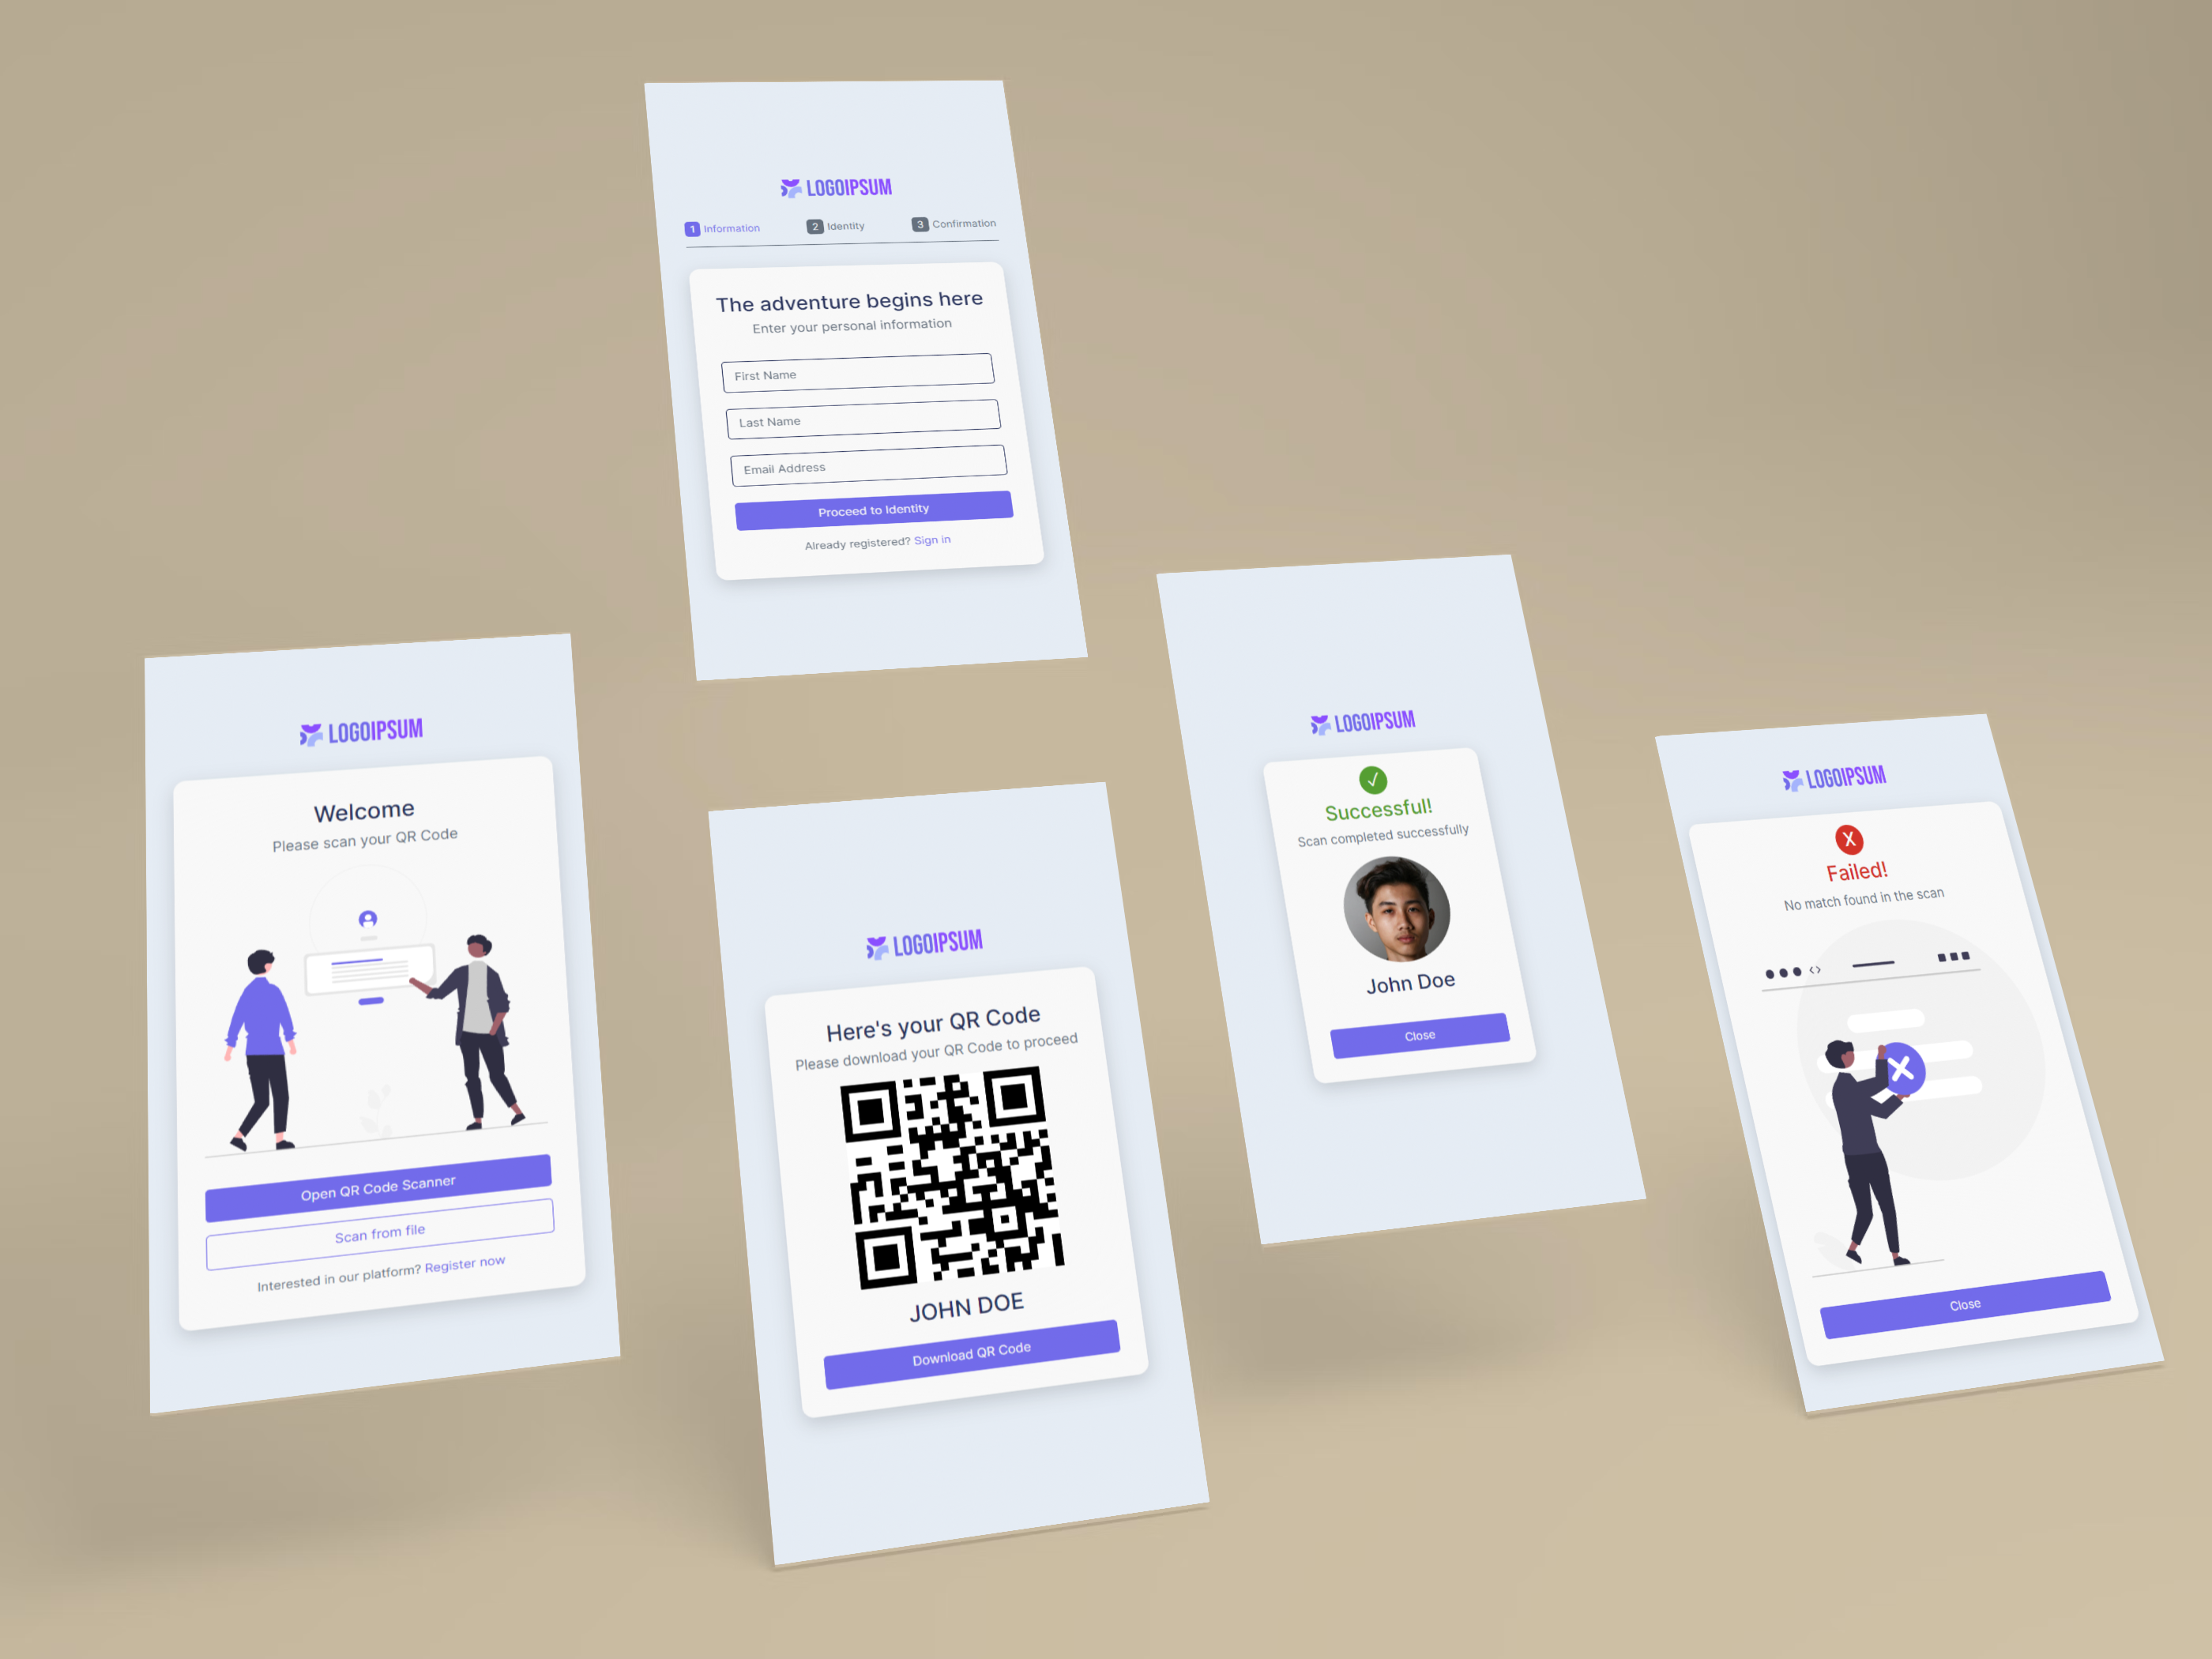 LOGOIPSUM
1 Information 2 Identity 3 Confirmation
The adventure begins here
Enter your personal information
First Name
Last Name
Email Address
Proceed to Identity
Already registered? Sign in
LOGOIPSUM
Welcome
Please scan your QR Code
Open QR Code Scanner
Scan from file
Interested in our platform? Register now
LOGOIPSUM
Here's your QR Code
Please download your QR Code to proceed
JOHN DOE
Download QR Code
LOGOIPSUM
Successful!
Scan completed successfully
John Doe
Close
LOGOIPSUM
X
Failed!
No match found in the scan
Close